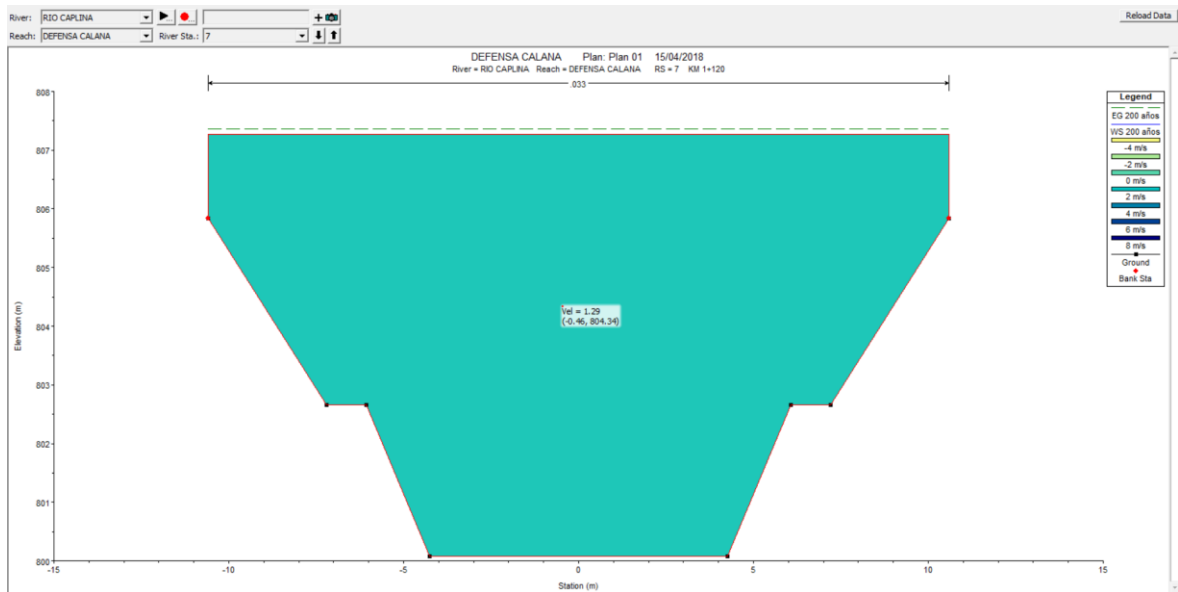 River: RIO CAPLINA
Reload Data
Reach: DEFENSA CALANA River Sta.: 7
DEFENSA CALANA Plan: Plan 01 15/04/2018
River = RIO CAPLINA Reach = DEFENSA CALANA RS = 7 KM 1+120
.033
808
807
806
805
804
803
802
801
800
Elevation (m)
Vel = 1.29
(-0.46, 804.34)
-15 -10 -5 0 5 10 15
Station (m)
Legend
EG 200 años
WS 200 años
-4 m/s
-2 m/s
0 m/s
2 m/s
4 m/s
6 m/s
8 m/s
Ground
Bank Sta